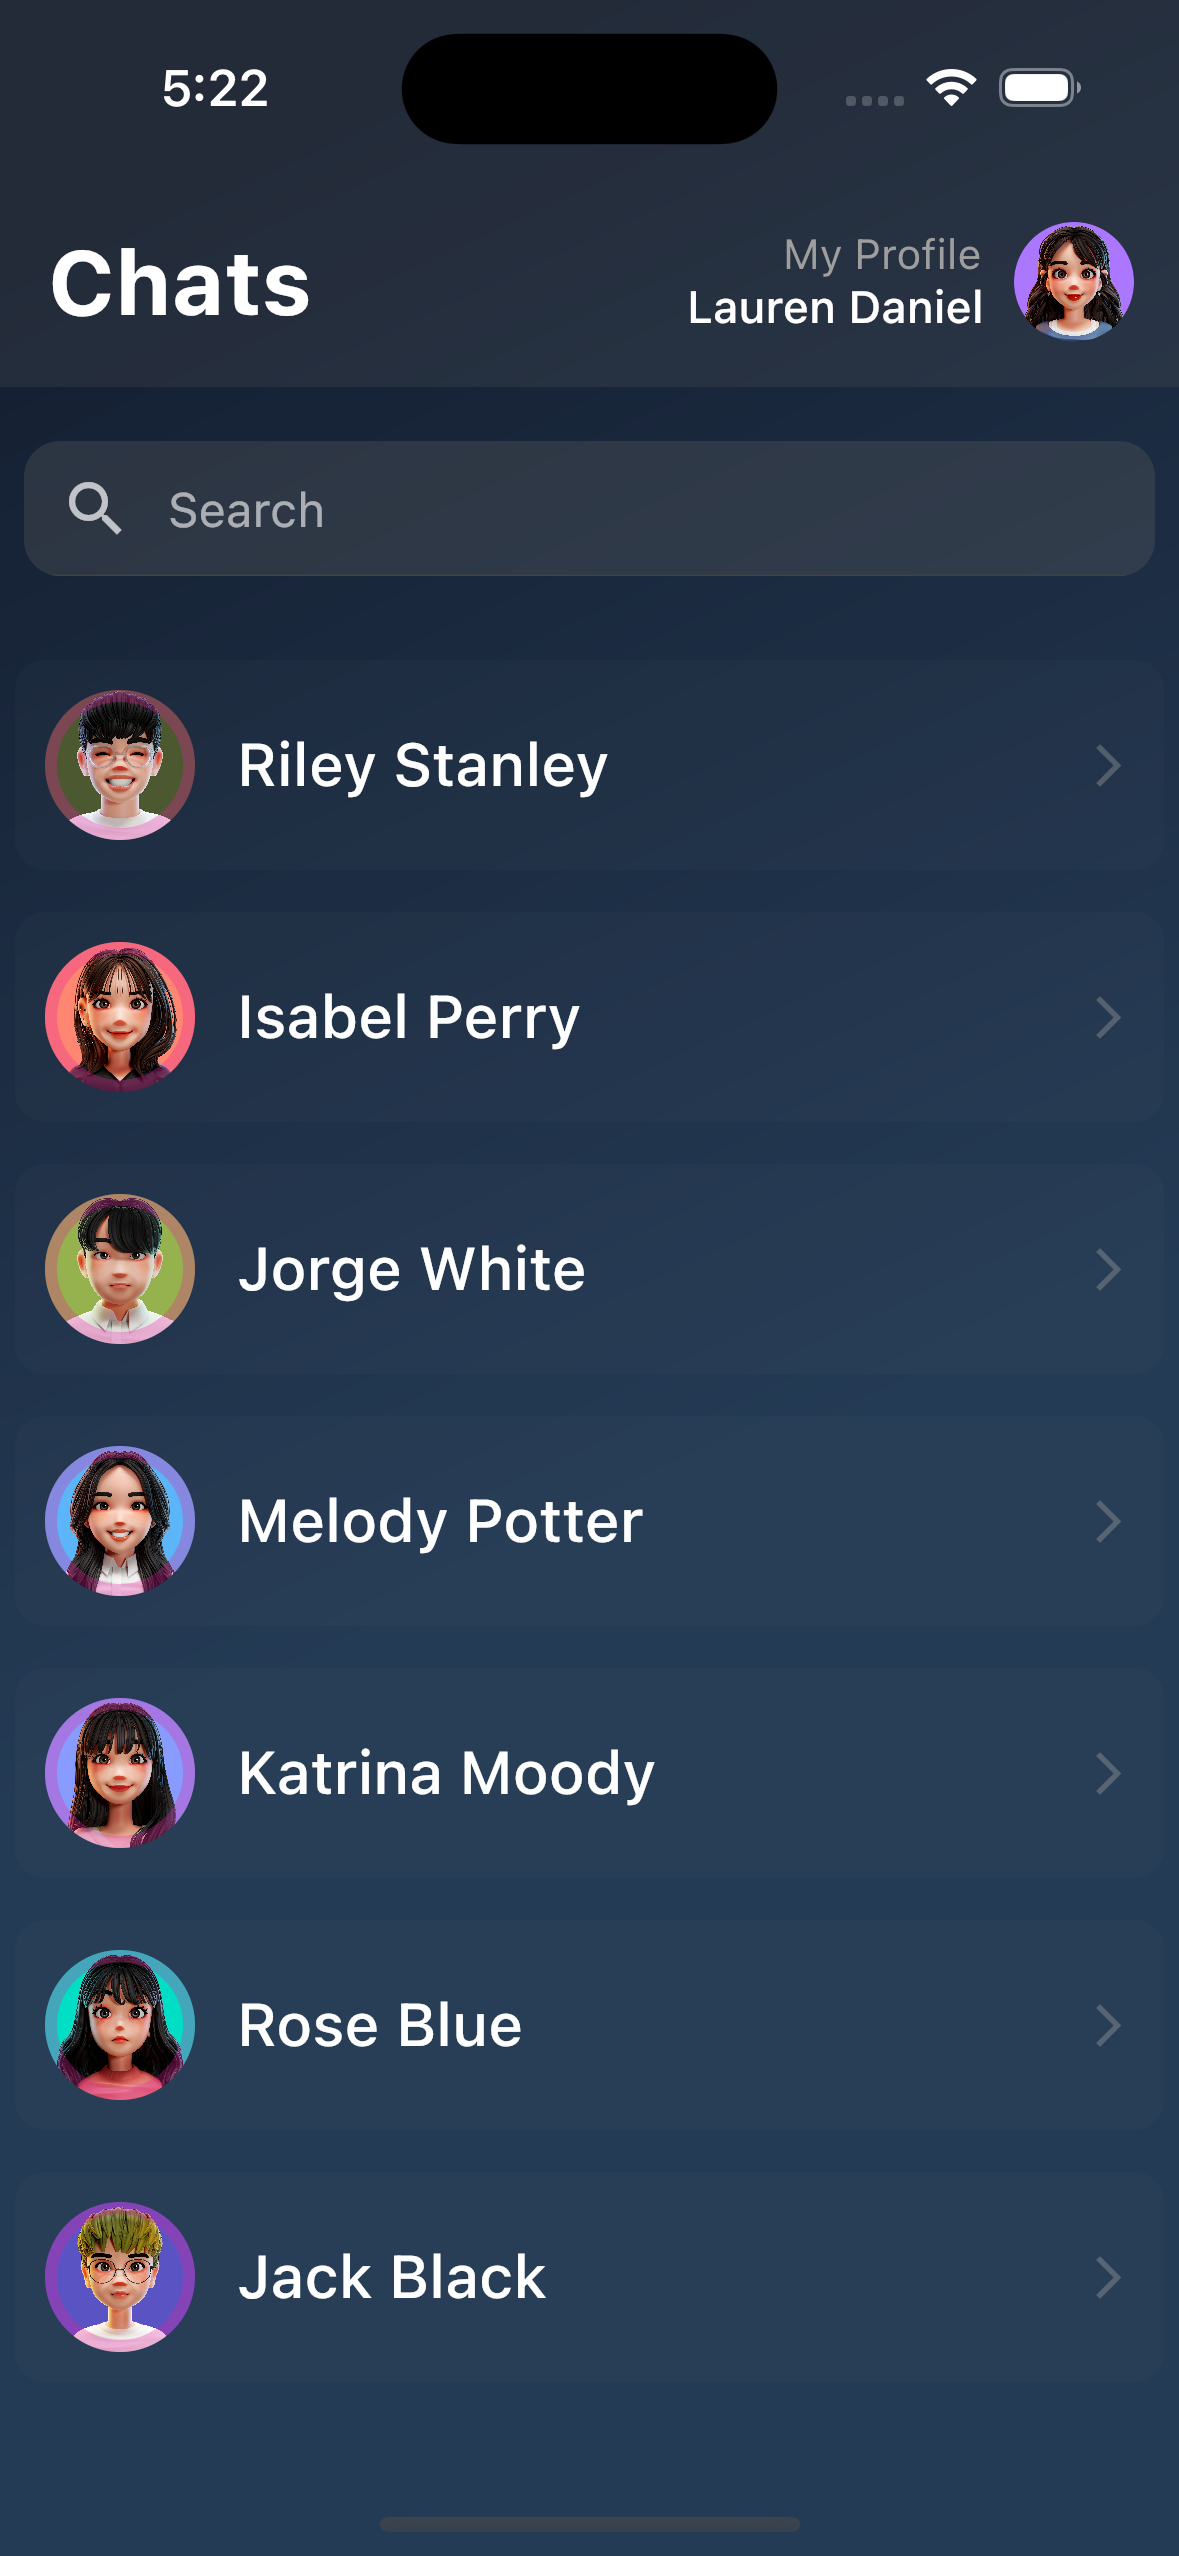 5:22
Chats
My Profile
Lauren Daniel
Search
Riley Stanley
Isabel Perry
Jorge White
Melody Potter
Katrina Moody
Rose Blue
Jack Black